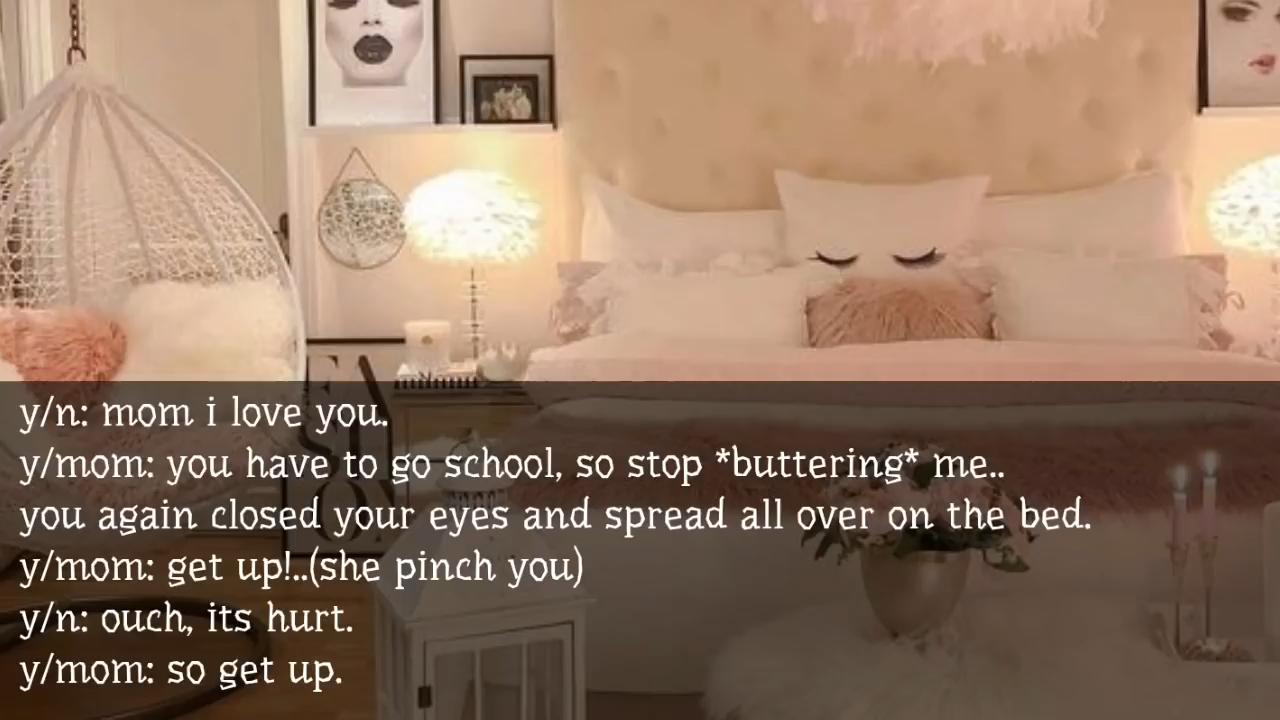 y/n: mom i love you.
y/mom: you have to go school, so stop *buttering* me..
you again closed your eyes and spread all over on the bed.
y/mom: get up!..(she pinch you)
y/n: ouch, its hurt.
y/mom: so get up.